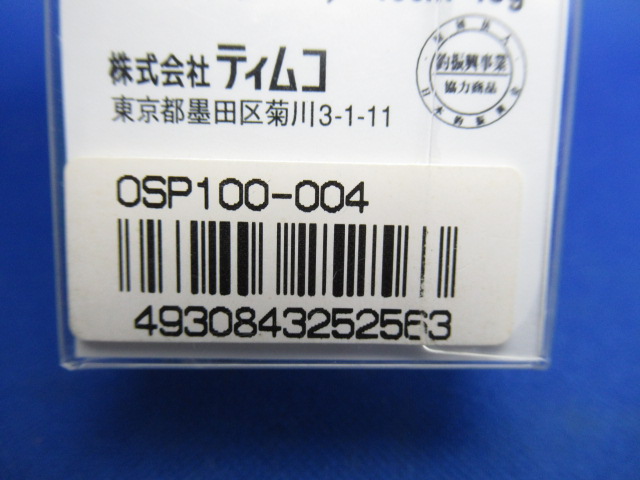 株式会社 ティムコ
東京都墨田区菊川3-1-11
釣振興事業
協力商品
OSP100-004
4930843252563